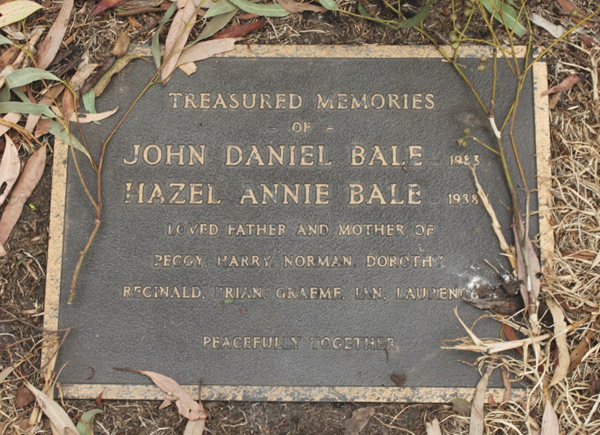 TREASURED MEMORIES
- OF -
JOHN DANIEL BALE - 1983
HAZEL ANNIE BALE - 1938
LOVED FATHER AND MOTHER OF
PEGGY, HARRY, NORMAN, DOROTHY,
REGINALD, BRIAN, GRAEME, IAN, LAURENCE
PEACEFULLY TOGETHER